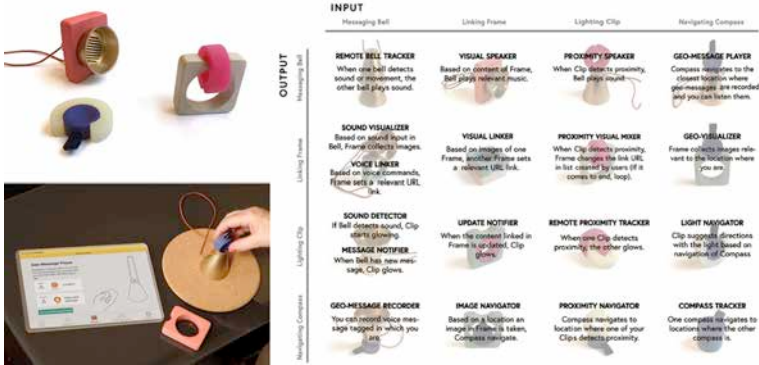 INPUT
Messaging Bell
Linking Frame
Lighting Clip
Navigating Compass
OUTPUT
Messaging Bell
REMOTE BELL TRACKER
When one bell detects
sound or movement, the
other bell plays sound.
VISUAL SPEAKER
Based on content of Frame,
Bell plays relevant music.
PROXIMITY SPEAKER
When Clip detects proximity,
Bell plays sound.
GEO-MESSAGE PLAYER
Compass navigates to the
closest location where
geo-messages are recorded
and you can listen them.
Linking Frame
SOUND VISUALIZER
Based on sound input in
Bell, Frame collects images.
VOICE LINKER
Based on voice commands,
Frame sets a relevant URL
link.
VISUAL LINKER
Based on images of one
Frame, another Frame sets
a relevant URL link.
PROXIMITY VISUAL MIXER
When Clip detects proximity,
Frame changes the link URL
in list created by users (If it
comes to end, loop).
GEO-VISUALIZER
Frame collects images rele-
vant to the location where
you are.
Lighting Clip
SOUND DETECTOR
If Bell detects sound, Clip
starts glowing.
MESSAGE NOTIFIER
When Bell has new mes-
sage, Clip glows.
UPDATE NOTIFIER
When the content linked in
Frame is updated, Clip
glows.
REMOTE PROXIMITY TRACKER
When one Clip detects
proximity, the other glows.
LIGHT NAVIGATOR
Clip suggests directions
with the light based on
navigation of Compass
Navigating Compass
GEO-MESSAGE RECORDER
You can record voice mes-
sage tagged in which you
are.
IMAGE NAVIGATOR
Based on a location an
image in Frame is taken,
Compass navigate.
PROXIMITY NAVIGATOR
Compass navigates to
location where one of your
Clips detects proximity.
COMPASS TRACKER
One compass navigates to
locations where the other
compass is.